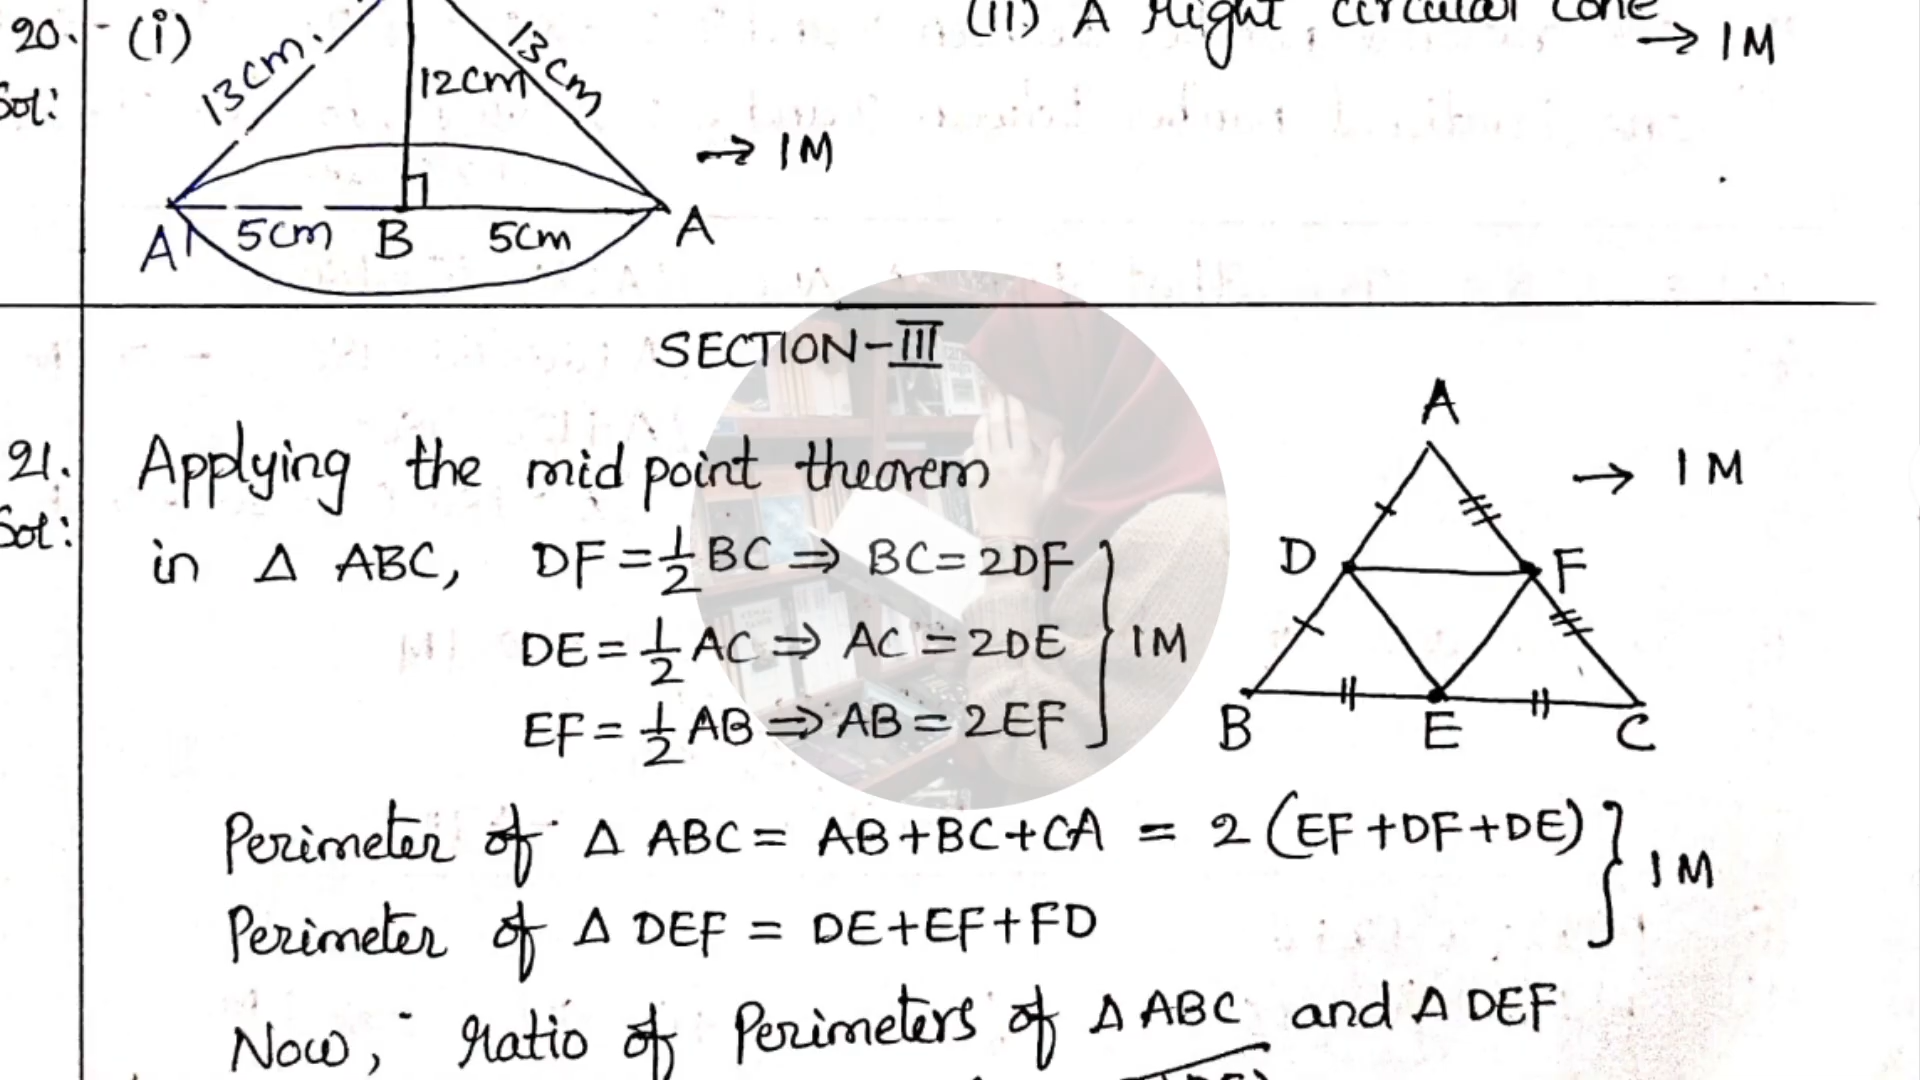 20. (i)
Sol:
13cm.
12cm
13cm
(ii) A Right circular cone
→ 1M
→ 1M
A' 5cm B 5cm A
SECTION-III
21. Applying the mid point theorem
Sol: in Δ ABC, DF = 1/2 BC ⇒ BC = 2DF
DE = 1/2 AC ⇒ AC = 2DE } 1M
EF = 1/2 AB ⇒ AB = 2EF
A
→ 1M
D F
B E C
Perimeter of Δ ABC = AB+BC+CA = 2(EF+DF+DE) } 1M
Perimeter of Δ DEF = DE+EF+FD
Now, ratio of Perimeters of Δ ABC and Δ DEF